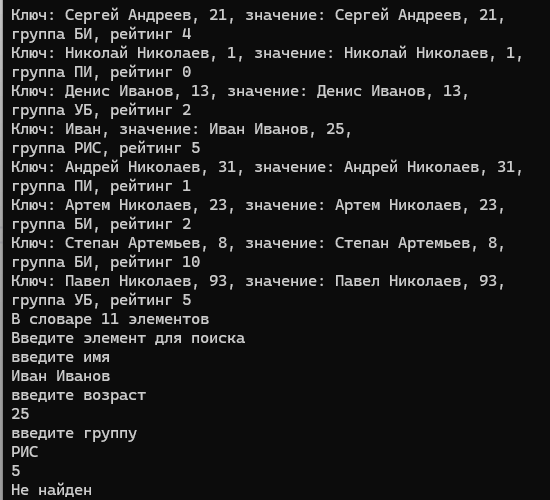 Ключ: Сергей Андреев, 21, значение: Сергей Андреев, 21,
группа БИ, рейтинг 4
Ключ: Николай Николаев, 1, значение: Николай Николаев, 1,
группа ПИ, рейтинг 0
Ключ: Денис Иванов, 13, значение: Денис Иванов, 13,
группа УБ, рейтинг 2
Ключ: Иван, значение: Иван Иванов, 25,
группа РИС, рейтинг 5
Ключ: Андрей Николаев, 31, значение: Андрей Николаев, 31,
группа ПИ, рейтинг 1
Ключ: Артем Николаев, 23, значение: Артем Николаев, 23,
группа БИ, рейтинг 2
Ключ: Степан Артемьев, 8, значение: Степан Артемьев, 8,
группа БИ, рейтинг 10
Ключ: Павел Николаев, 93, значение: Павел Николаев, 93,
группа УБ, рейтинг 5
В словаре 11 элементов
Введите элемент для поиска
введите имя
Иван Иванов
введите возраст
25
введите группу
РИС
5
Не найден